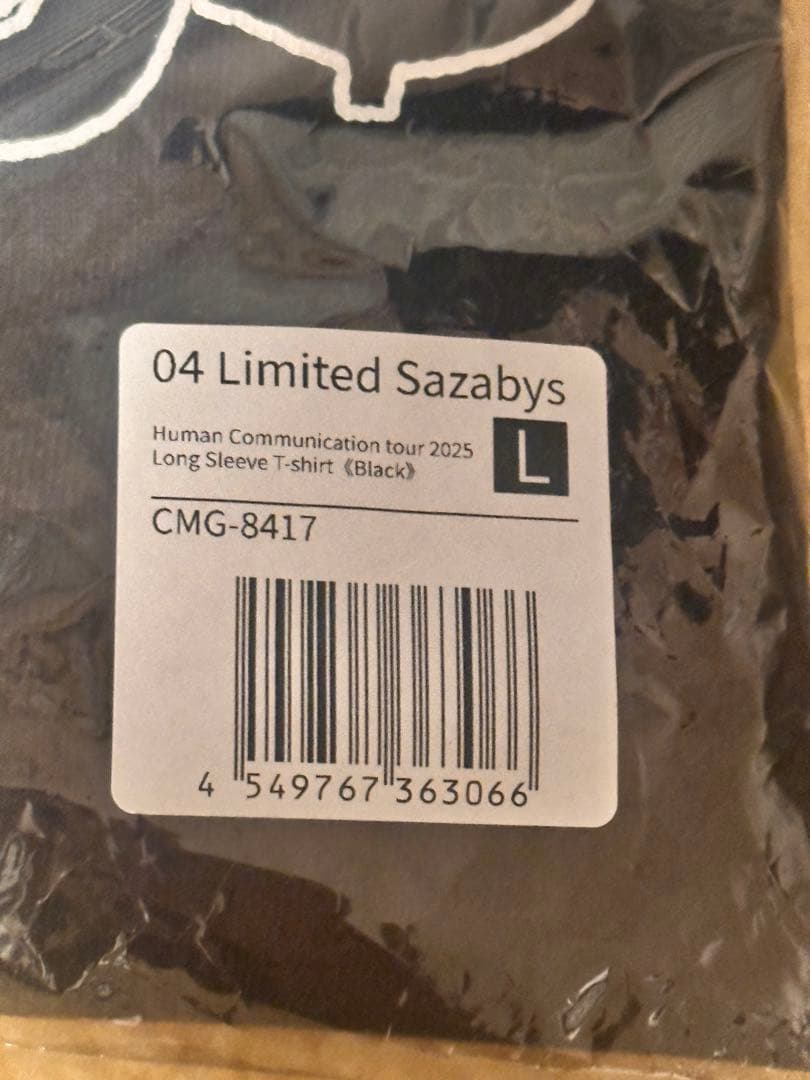 04 Limited Sazabys
Human Communication tour 2025
Long Sleeve T-shirt《Black》
L
CMG-8417
4 549767 363066